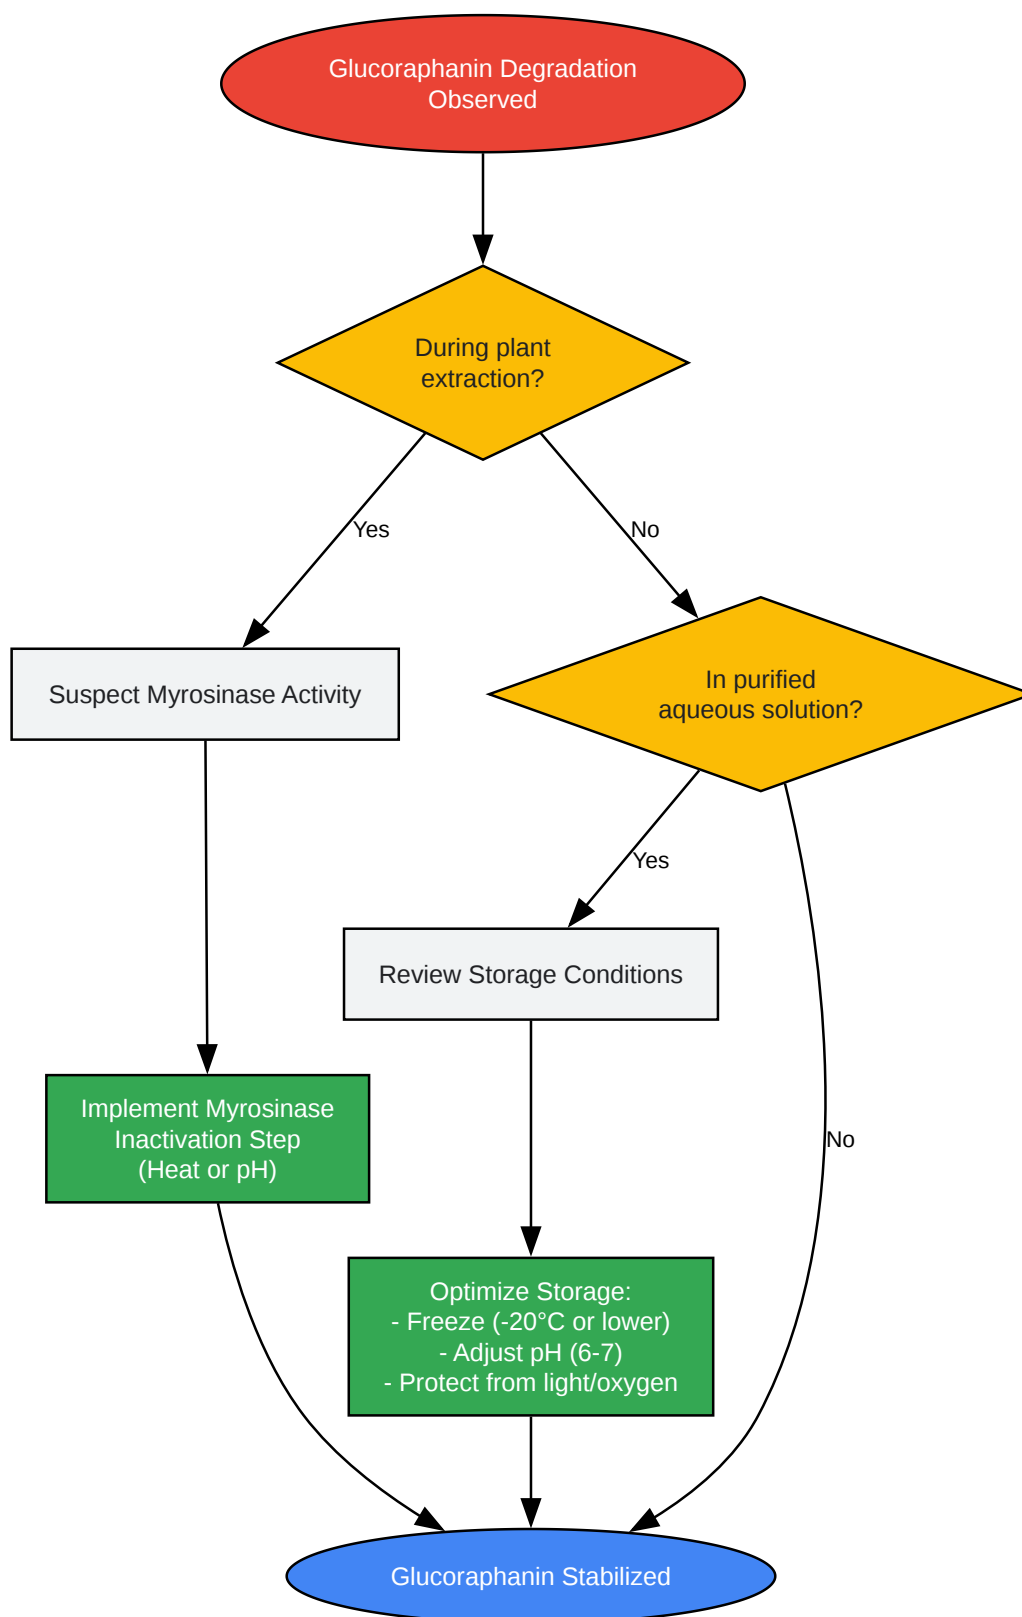 Glucoraphanin Degradation
Observed
During plant
extraction?
Yes
No
Suspect Myrosinase Activity
In purified
aqueous solution?
Yes
Review Storage Conditions
Implement Myrosinase
Inactivation Step
(Heat or pH)
No
Optimize Storage:
- Freeze (-20°C or lower)
- Adjust pH (6-7)
- Protect from light/oxygen
Glucoraphanin Stabilized